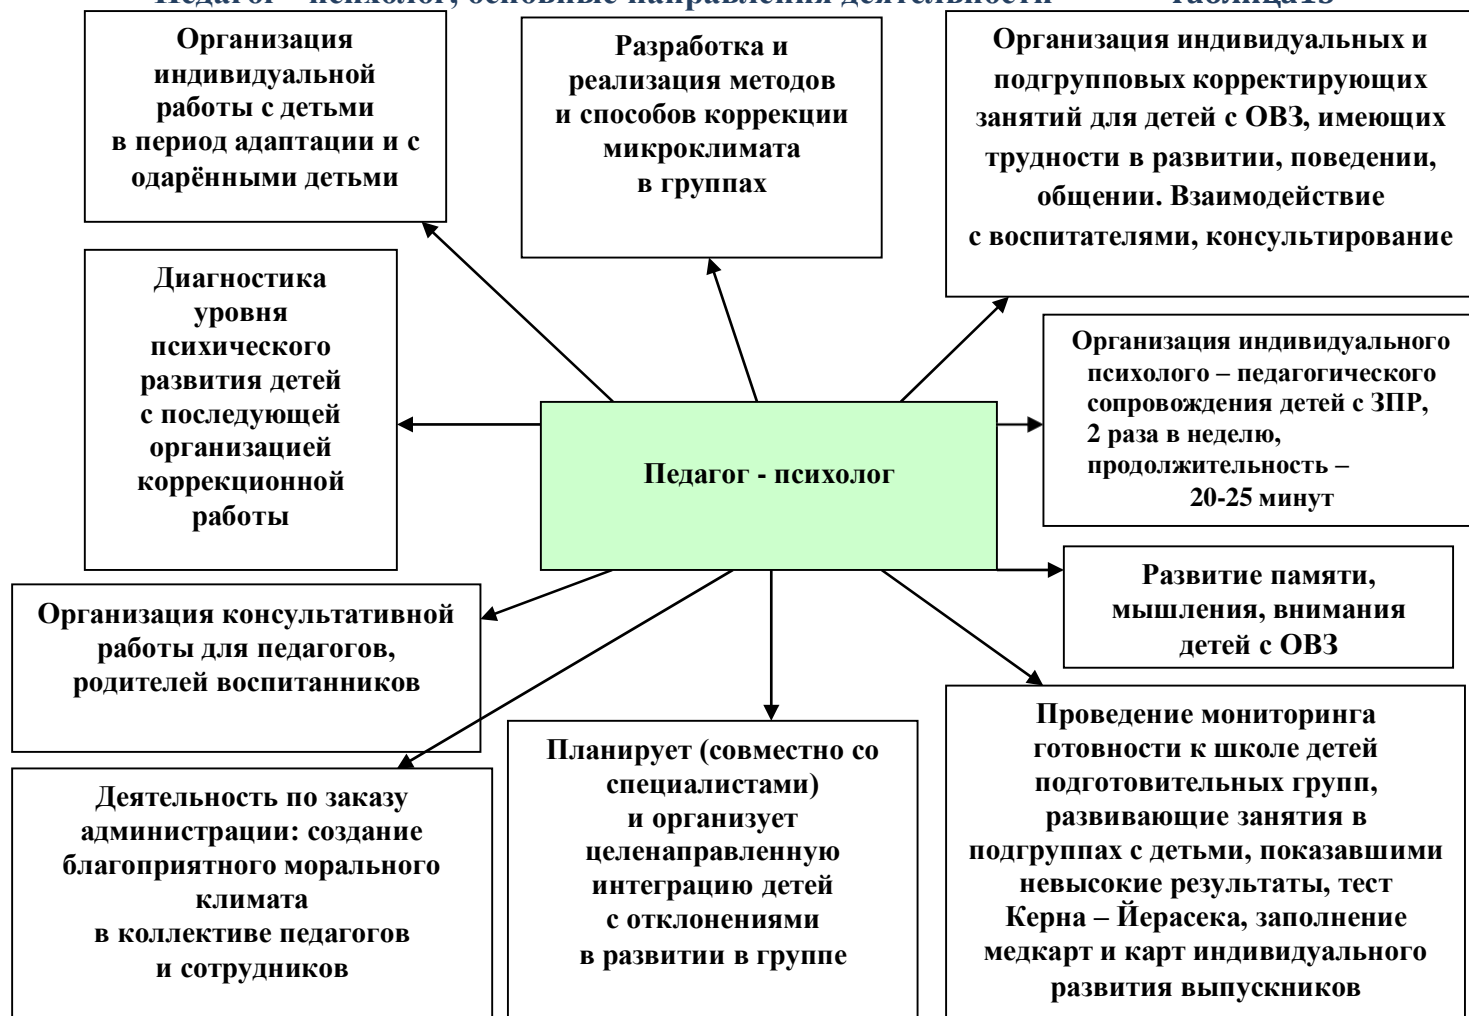 Педагог – психолог, основные направления деятельности Таблица13
Организация
индивидуальной
работы с детьми
в период адаптации и с
одарёнными детьми
Разработка и
реализация методов
и способов коррекции
микроклимата
в группах
Организация индивидуальных и
подгрупповых корректирующих
занятий для детей с ОВЗ, имеющих
трудности в развитии, поведении,
общении. Взаимодействие
с воспитателями, консультирование
Диагностика
уровня
психического
развития детей
с последующей
организацией
коррекционной
работы
Организация индивидуального
психолого – педагогического
сопровождения детей с ЗПР,
2 раза в неделю,
продолжительность –
20-25 минут
Педагог - психолог
Развитие памяти,
мышления, внимания
детей с ОВЗ
Организация консультативной
работы для педагогов,
родителей воспитанников
Деятельность по заказу
администрации: создание
благоприятного морального
климата
в коллективе педагогов
и сотрудников
Планирует (совместно со
специалистами)
и организует
целенаправленную
интеграцию детей
с отклонениями
в развитии в группе
Проведение мониторинга
готовности к школе детей
подготовительных групп,
развивающие занятия в
подгруппах с детьми, показавшими
невысокие результаты, тест
Керна – Йерасека, заполнение
медкарт и карт индивидуального
развития выпускников